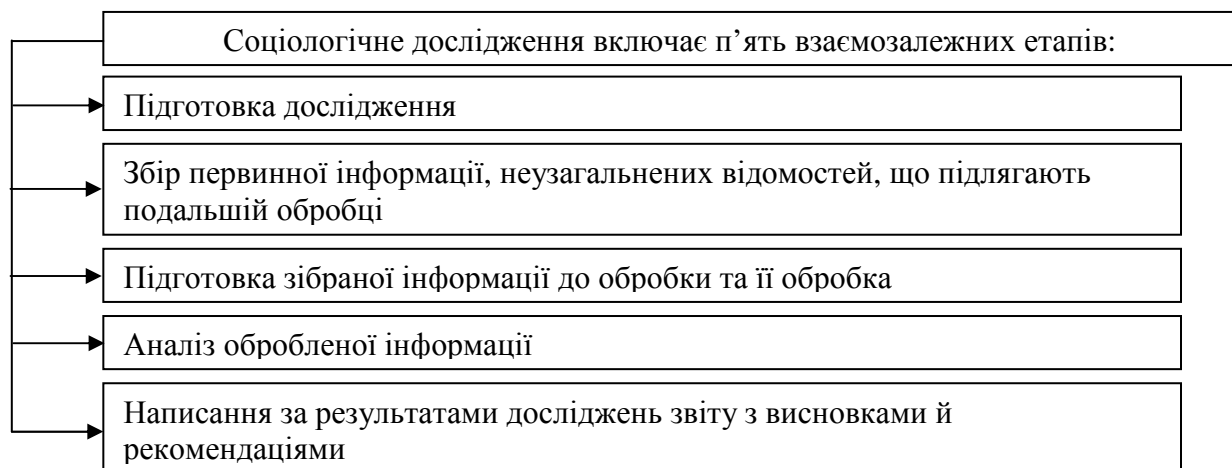 Соціологічне дослідження включає п’ять взаємозалежних етапів:
Підготовка дослідження
Збір первинної інформації, неузагальнених відомостей, що підлягають
подальшій обробці
Підготовка зібраної інформації до обробки та її обробка
Аналіз обробленої інформації
Написання за результатами досліджень звіту з висновками й
рекомендаціями